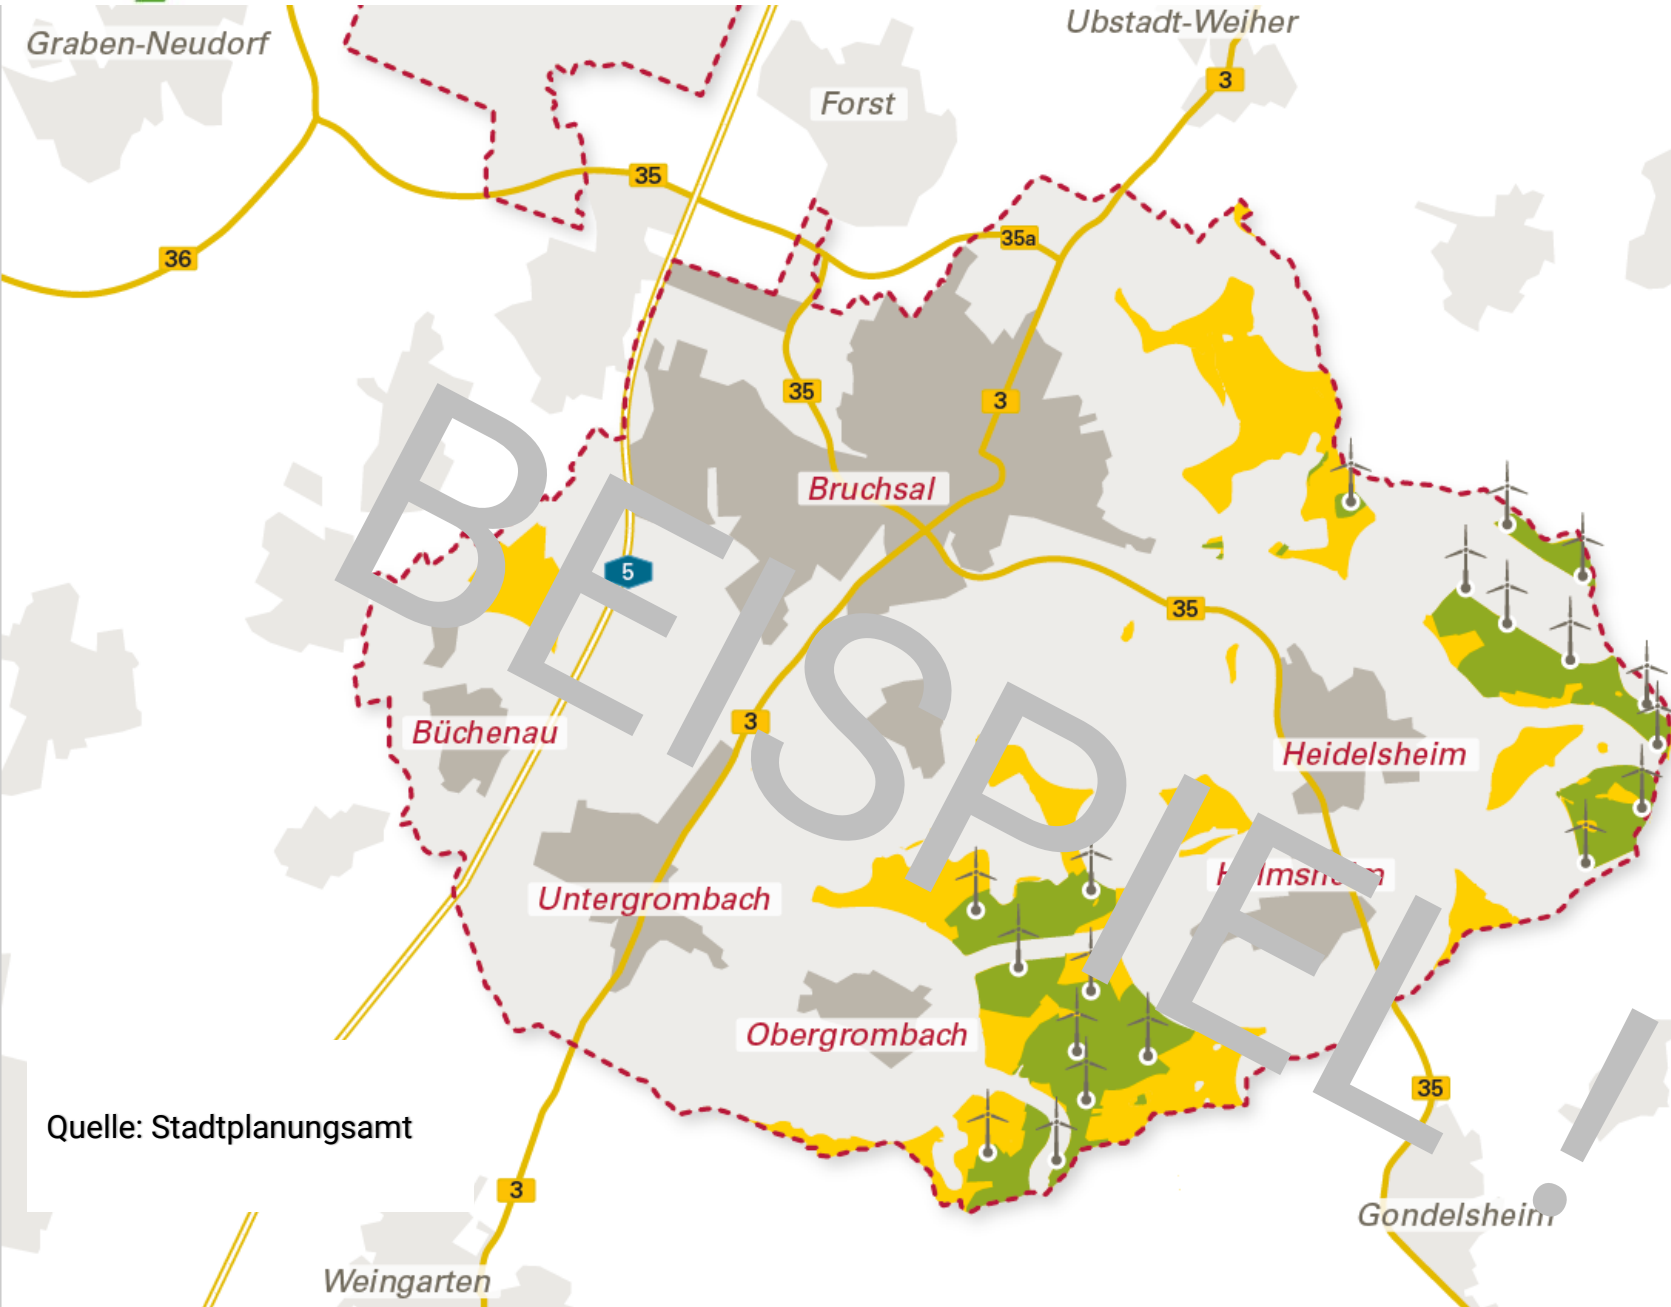 Graben-Neudorf
Ubstadt-Weiher
3
Forst
35
35a
36
35
3
Bruchsal
5
35
3
Büchenau
Heidelsheim
Untergrombach
Helmsheim
Obergrombach
35
Quelle: Stadtplanungsamt
3
Gondelsheim
Weingarten
BEISPIEL!